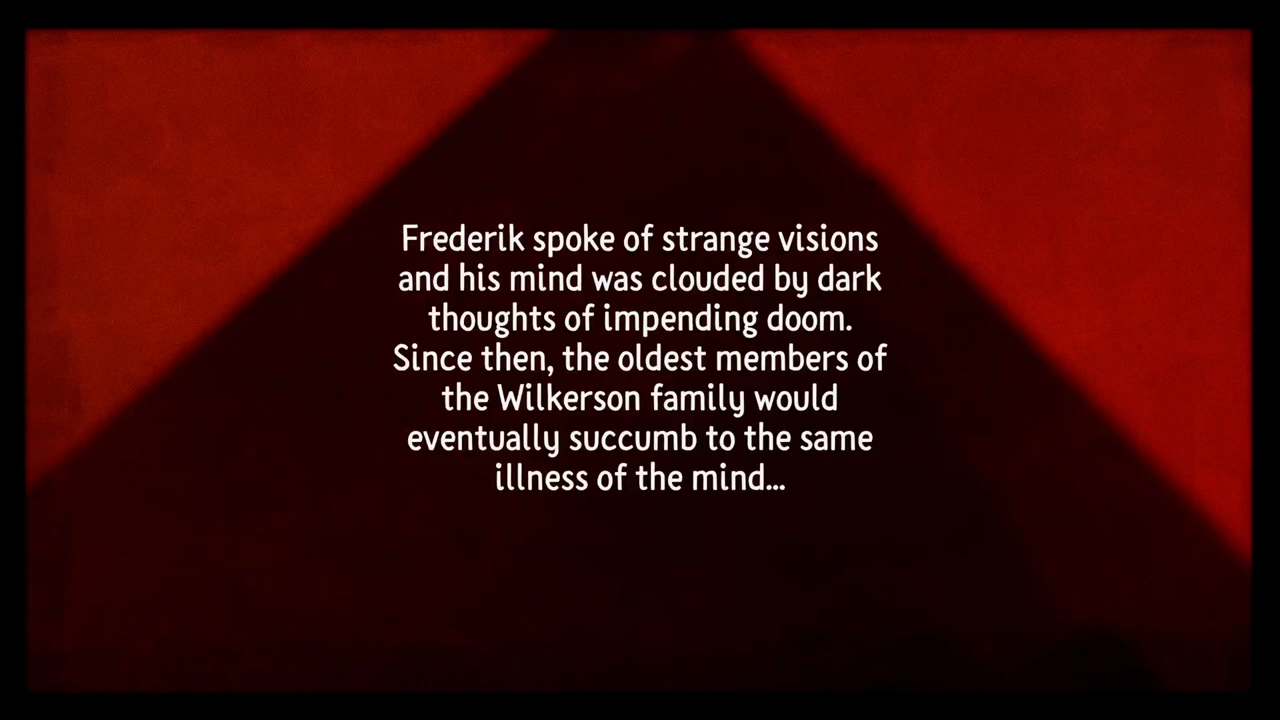 Frederik spoke of strange visions
and his mind was clouded by dark
thoughts of impending doom.
Since then, the oldest members of
the Wilkerson family would
eventually succumb to the same
illness of the mind...